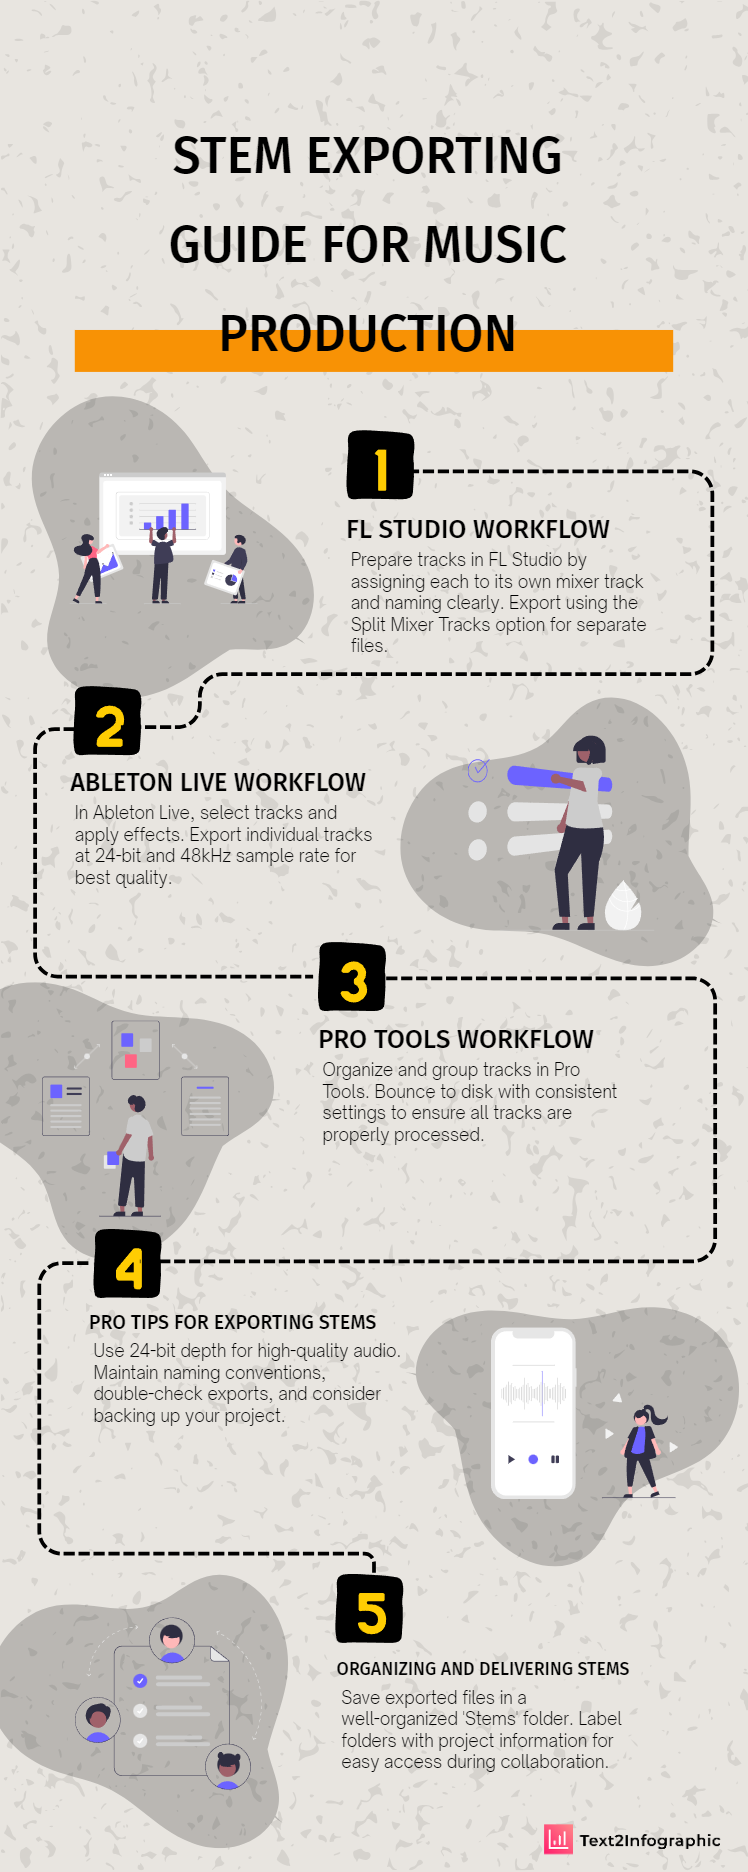 STEM EXPORTING
GUIDE FOR MUSIC
PRODUCTION
1
FL STUDIO WORKFLOW
Prepare tracks in FL Studio by
assigning each to its own mixer track
and naming clearly. Export using the
Split Mixer Tracks option for separate
files.
2
ABLETON LIVE WORKFLOW
In Ableton Live, select tracks and
apply effects. Export individual tracks
at 24-bit and 48kHz sample rate for
best quality.
3
PRO TOOLS WORKFLOW
Organize and group tracks in Pro
Tools. Bounce to disk with consistent
settings to ensure all tracks are
properly processed.
4
PRO TIPS FOR EXPORTING STEMS
Use 24-bit depth for high-quality audio.
Maintain naming conventions,
double-check exports, and consider
backing up your project.
5
ORGANIZING AND DELIVERING STEMS
Save exported files in a
well-organized 'Stems' folder. Label
folders with project information for
easy access during collaboration.
Text2Infographic